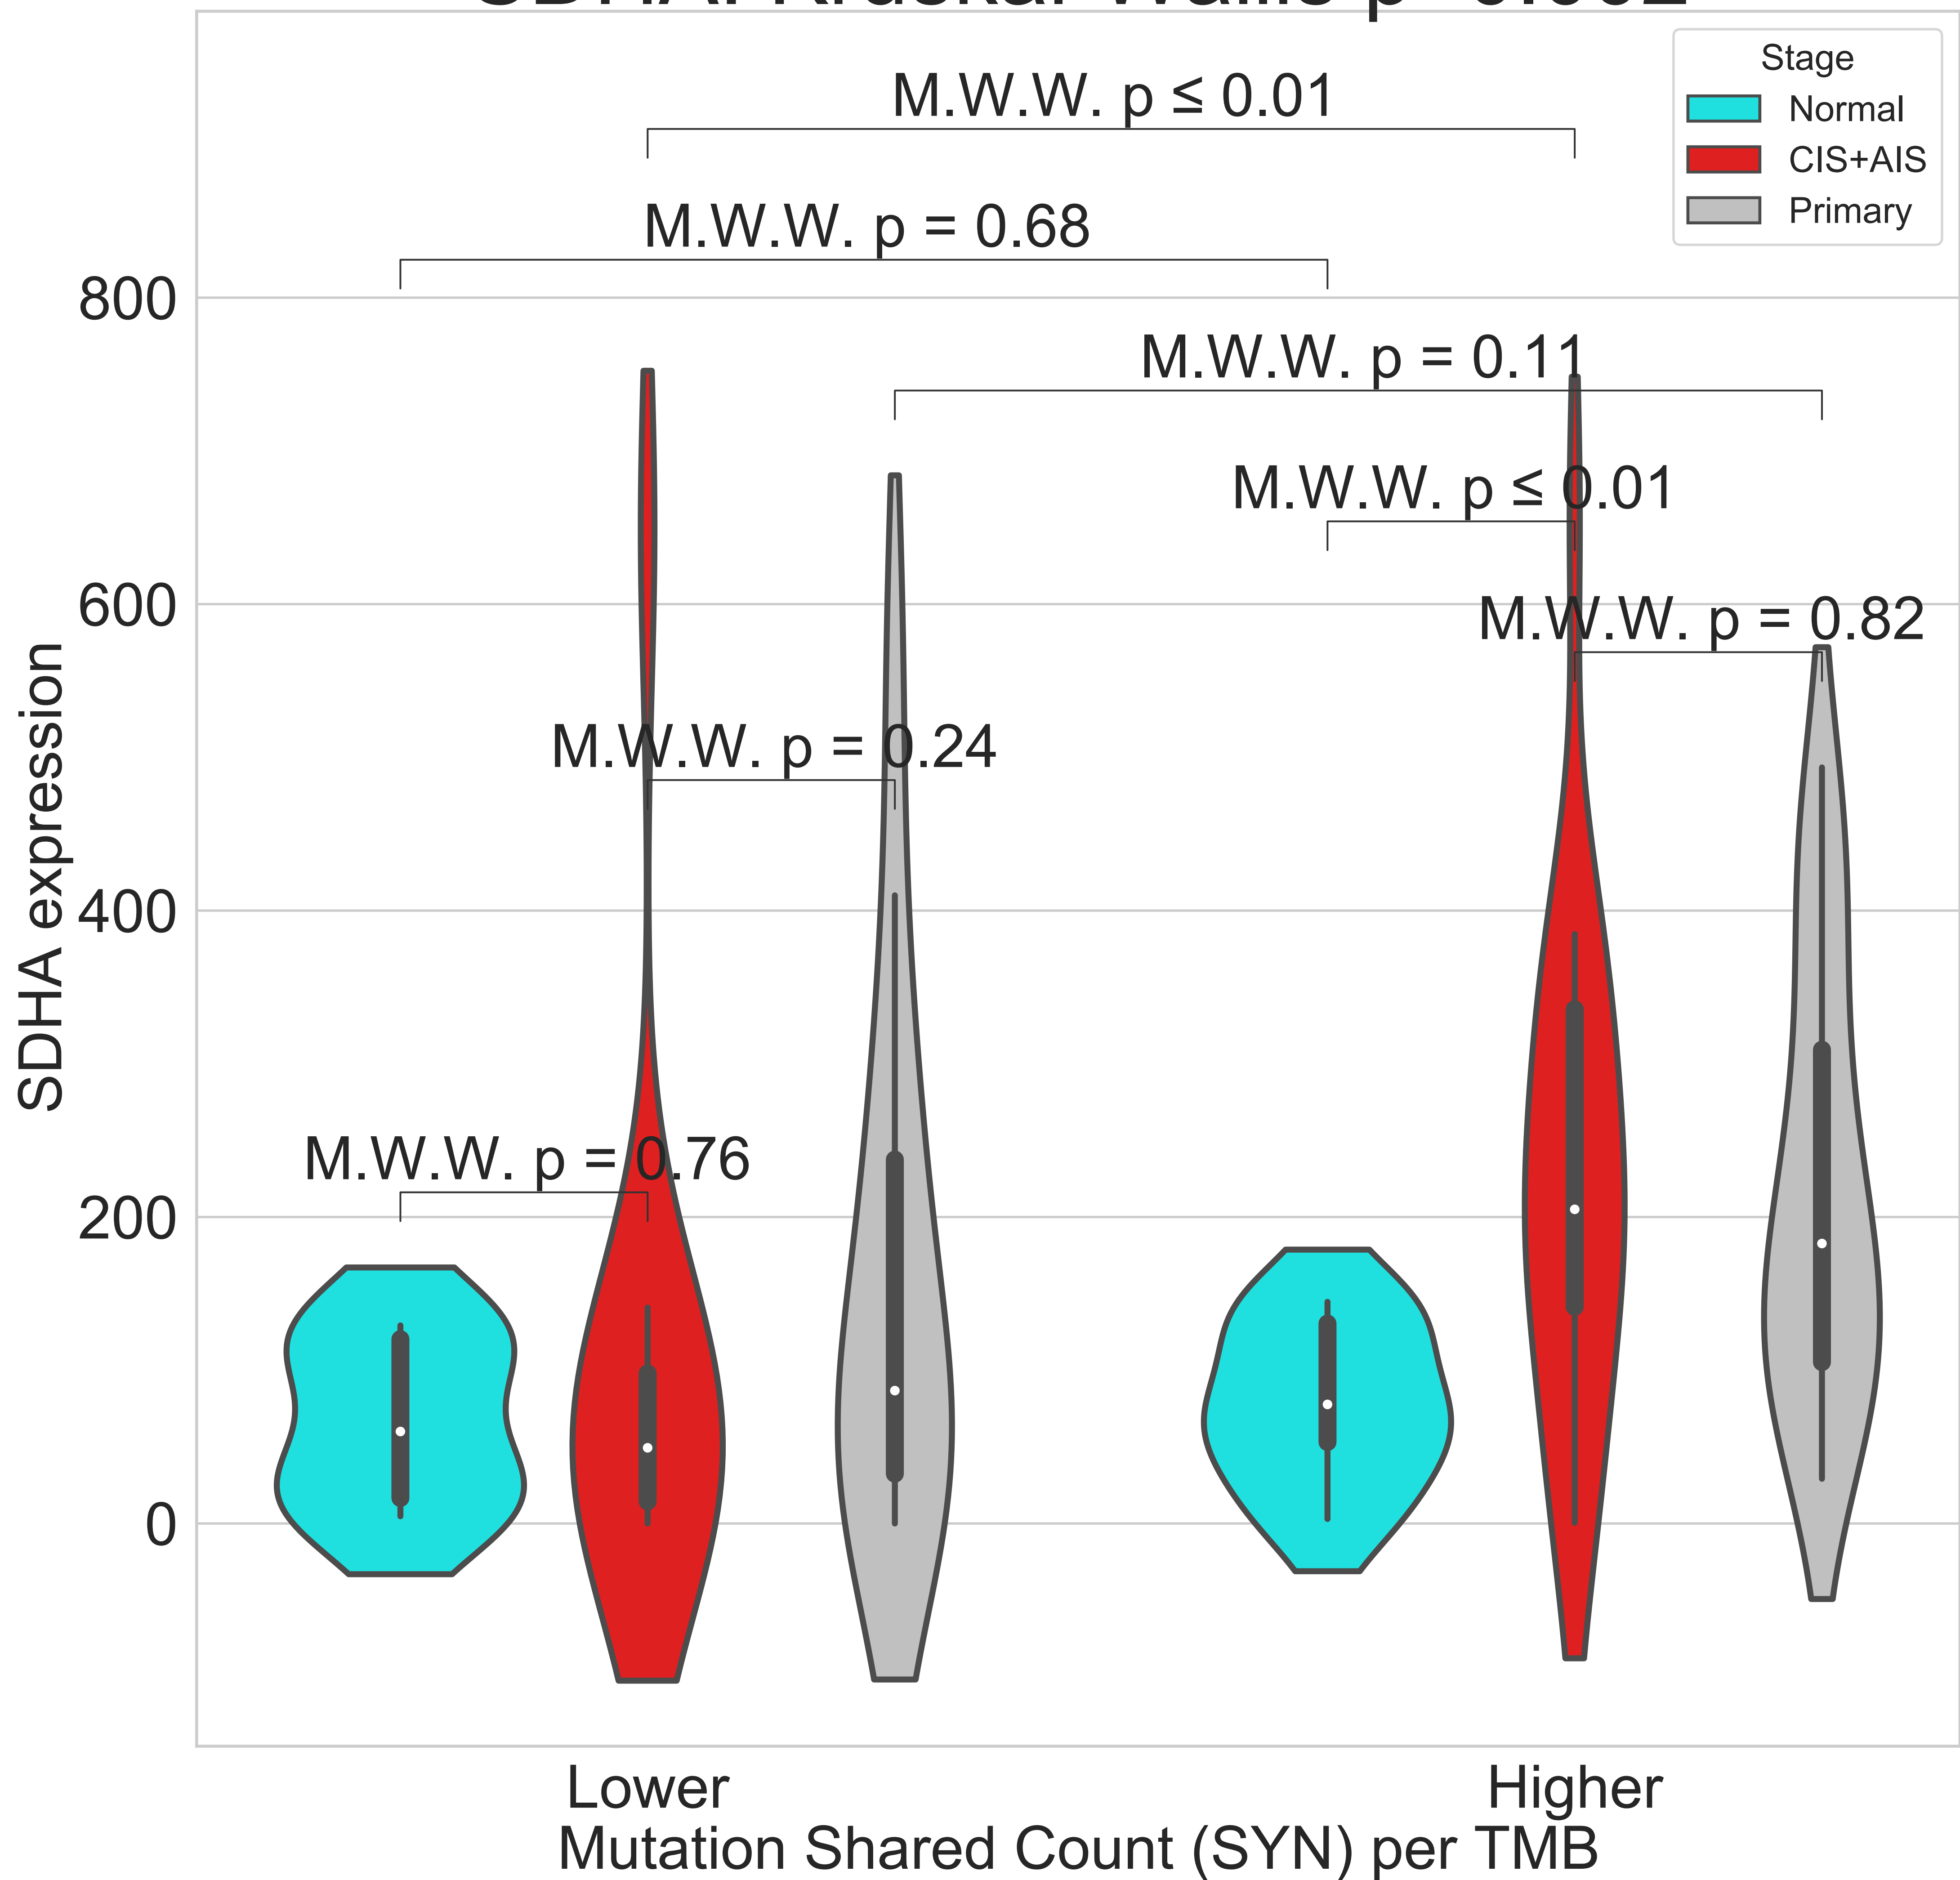 Stage
Normal
CIS+AIS
Primary
M.W.W. p ≤ 0.01
M.W.W. p = 0.68
M.W.W. p = 0.11
M.W.W. p ≤ 0.01
M.W.W. p = 0.82
M.W.W. p = 0.24
M.W.W. p = 0.76
800
600
400
200
0
SDHA expression
Lower
Higher
Mutation Shared Count (SYN) per TMB